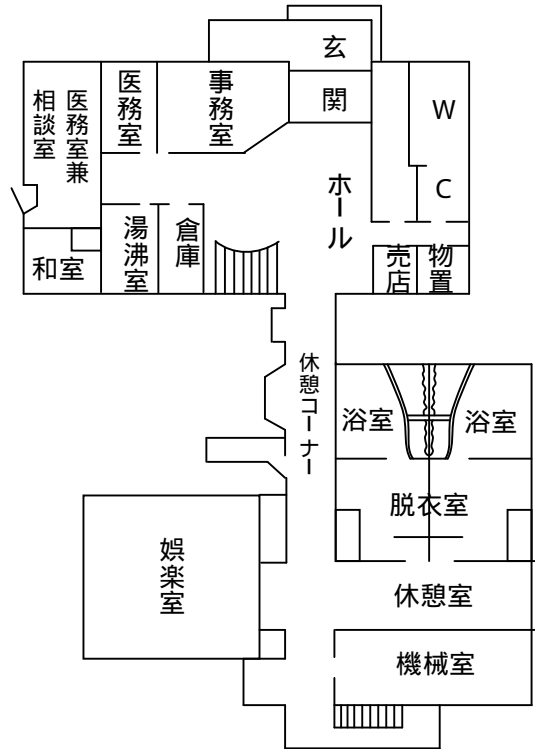 玄
関
医務室兼
相談室
医務室
事務室
W
C
ホール
和室
湯沸室
倉庫
売店
物置
休憩コーナー
浴室
浴室
脱衣室
娯楽室
休憩室
機械室